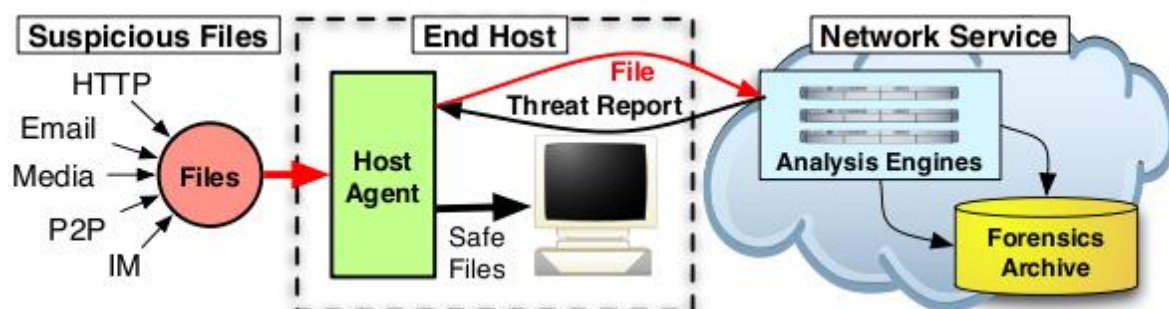 Suspicious Files
HTTP
Email
Media
P2P
IM
Files
End Host
Host
Agent
File
Threat Report
Safe
Files
Network Service
Analysis Engines
Forensics
Archive